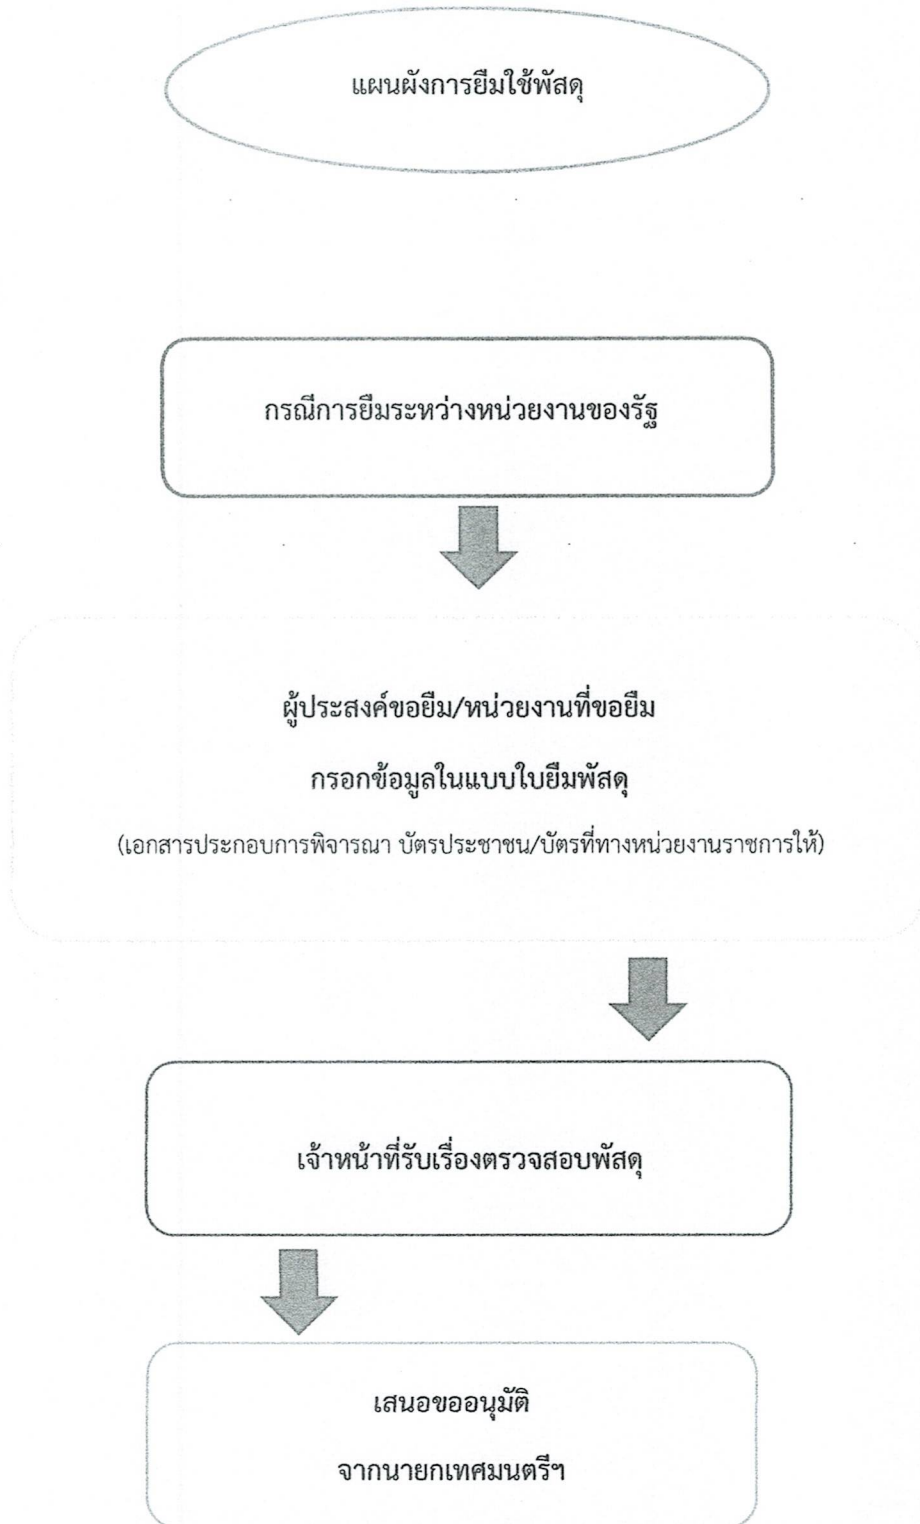 แผนผังการยืมใช้พัสดุ
กรณีการยืมระหว่างหน่วยงานของรัฐ
ผู้ประสงค์ขอยืม/หน่วยงานที่ขอยืม
กรอกข้อมูลในแบบใบยืมพัสดุ
(เอกสารประกอบการพิจารณา บัตรประชาชน/บัตรที่ทางหน่วยงานราชการให้)
เจ้าหน้าที่รับเรื่องตรวจสอบพัสดุ
เสนอขออนุมัติ
จากนายกเทศมนตรีฯ